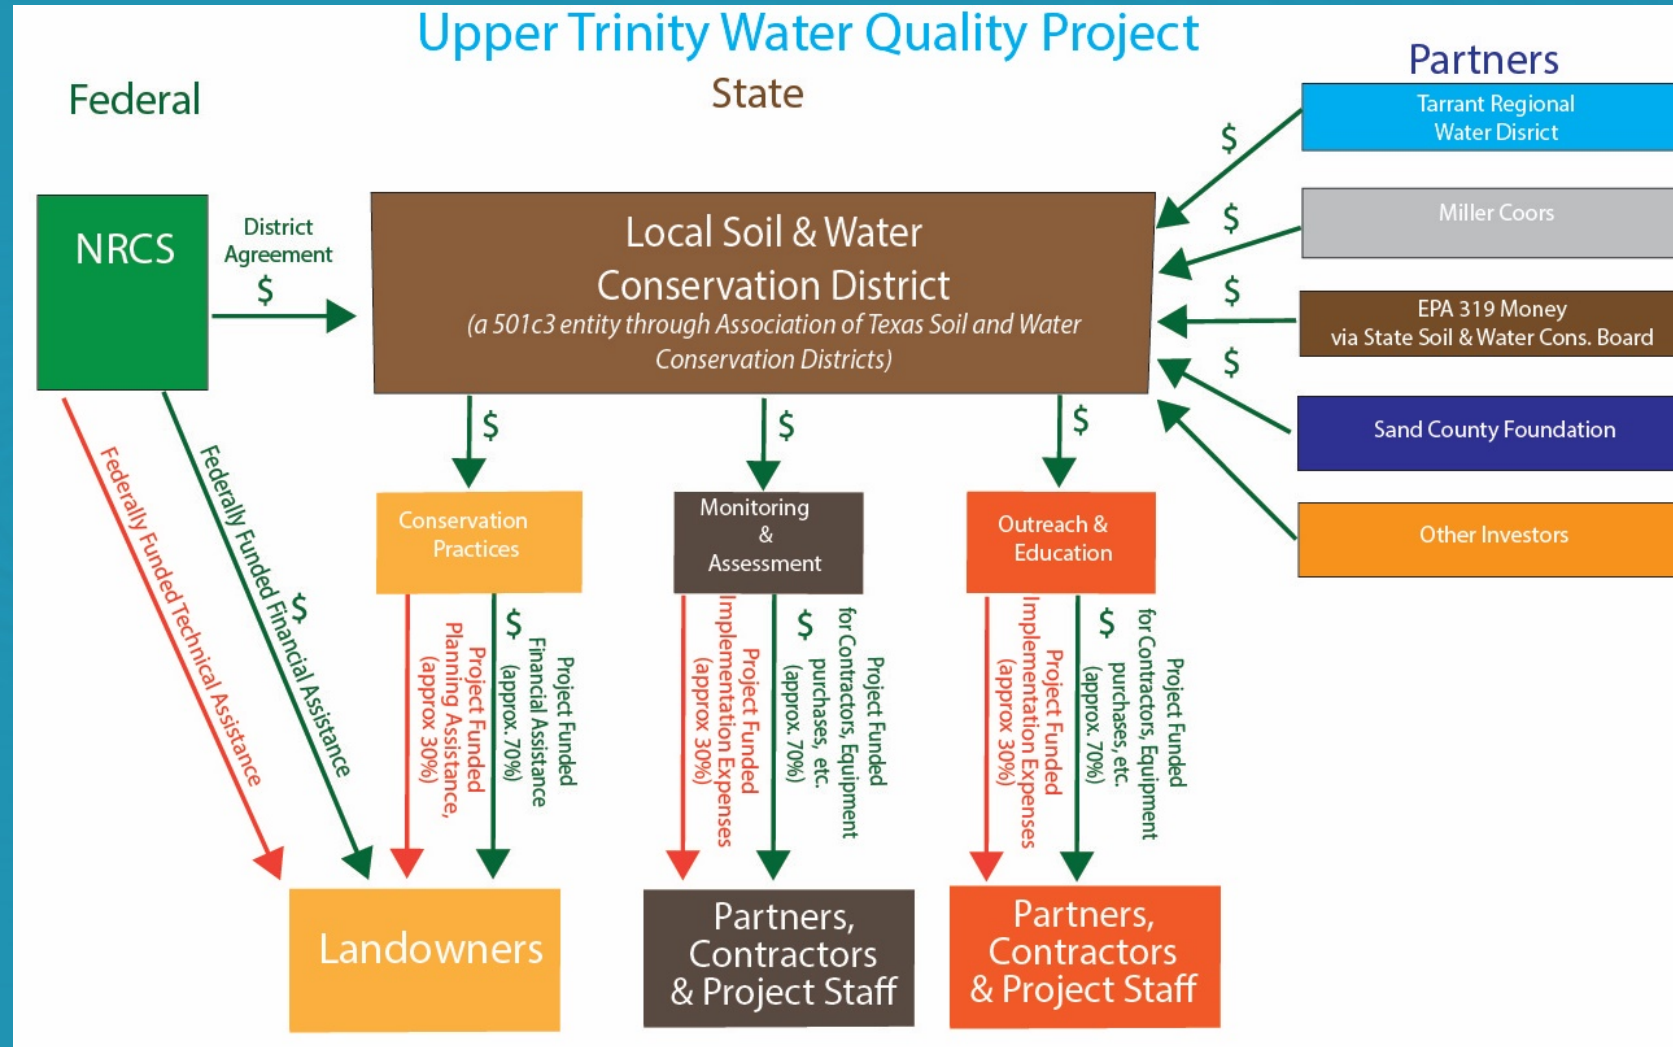 Upper Trinity Water Quality Project
Federal
State
Partners
NRCS
District
Agreement
$
Local Soil & Water
Conservation District
(a 501c3 entity through Association of Texas Soil and Water
Conservation Districts)
$
Tarrant Regional
Water Disrict
$
Miller Coors
$
EPA 319 Money
via State Soil & Water Cons. Board
$
Sand County Foundation
Other Investors
$
$
$
Conservation
Practices
Monitoring
&
Assessment
Outreach &
Education
Federally Funded Technical Assistance
Federally Funded Financial Assistance
$
Project Funded
Planning Assistance,
(approx 30%)
$
Project Funded
Financial Assistance
(approx. 70%)
Project Funded
Implementation Expenses
(approx 30%)
$
Project Funded
for Contractors, Equipment
purchases, etc.
(approx. 70%)
Project Funded
Implementation Expenses
(approx 30%)
$
Project Funded
for Contractors, Equipment
purchases, etc.
(approx. 70%)
Landowners
Partners,
Contractors
& Project Staff
Partners,
Contractors
& Project Staff